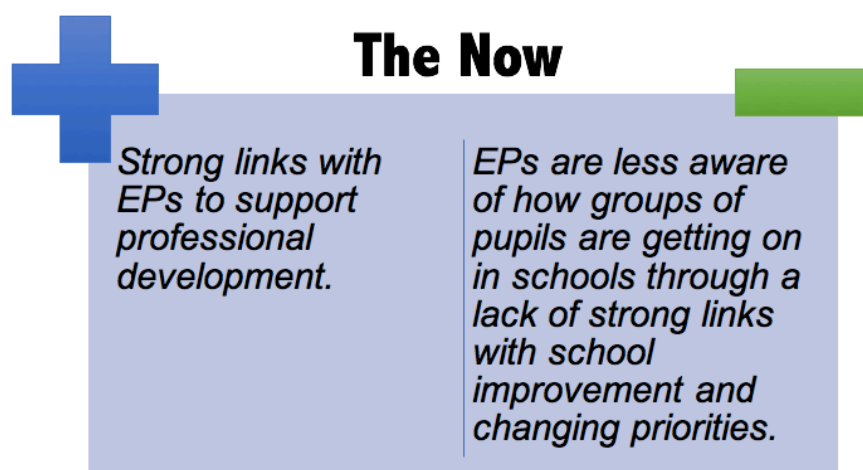 The Now
Strong links with
EPs to support
professional
development.
EPs are less aware
of how groups of
pupils are getting on
in schools through a
lack of strong links
with school
improvement and
changing priorities.